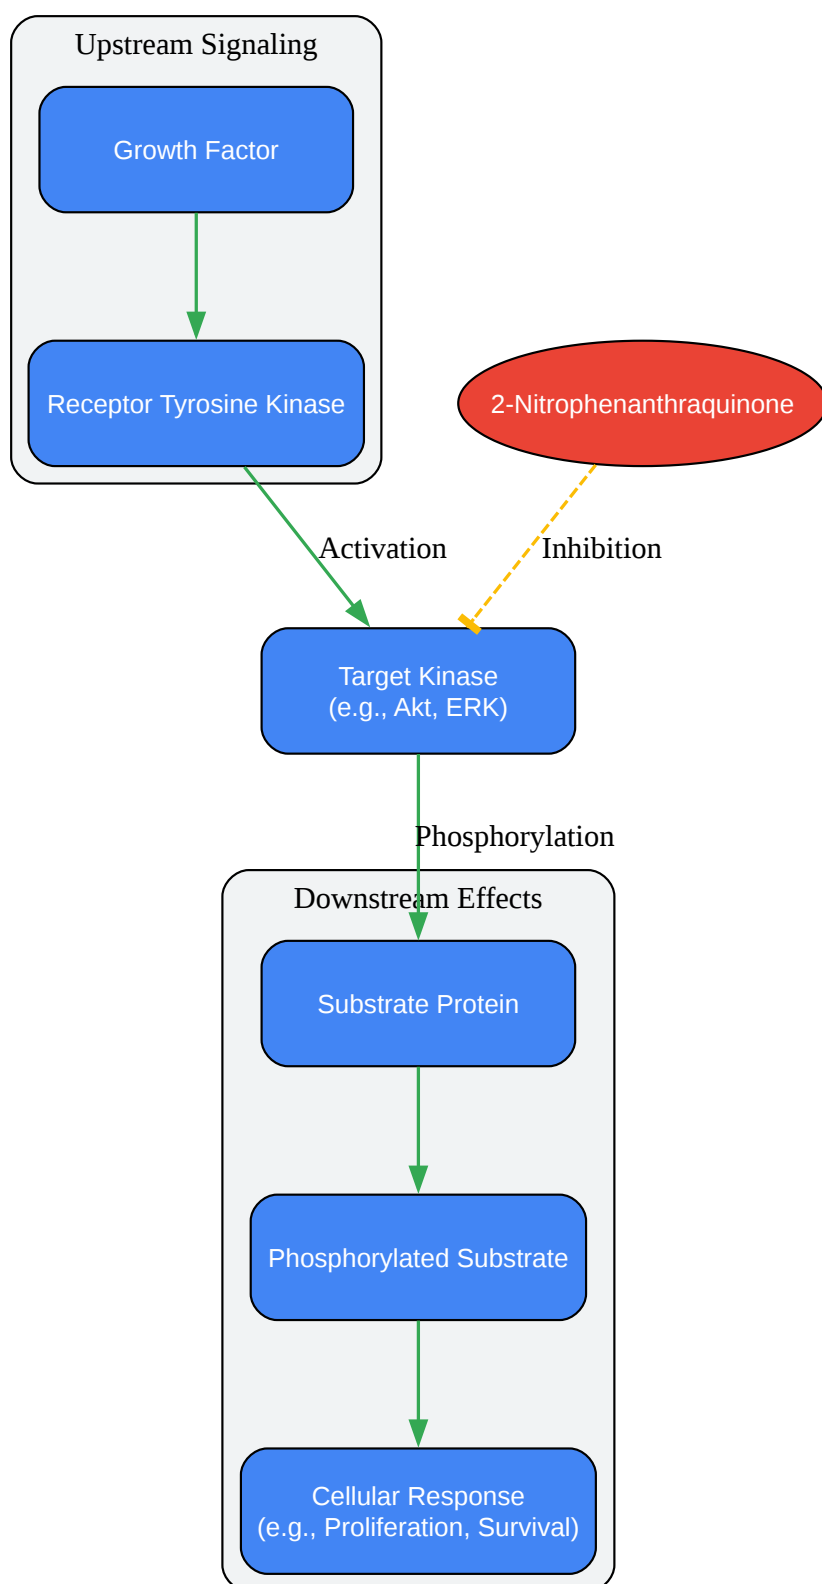 Upstream Signaling
Growth Factor
Receptor Tyrosine Kinase
2-Nitrophenanthraquinone
Activation
Inhibition
Target Kinase
(e.g., Akt, ERK)
Phosphorylation
Downstream Effects
Substrate Protein
Phosphorylated Substrate
Cellular Response
(e.g., Proliferation, Survival)